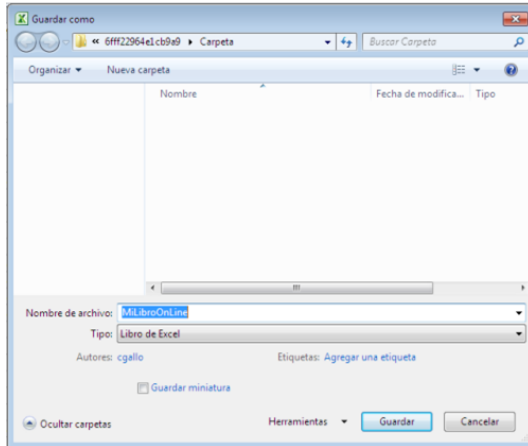 Guardar como
« 6fff22964e1cb9a9 ▸ Carpeta Buscar Carpeta
Organizar Nueva carpeta
Nombre Fecha de modifica... Tipo
Nombre de archivo: MiLibroOnLine
Tipo: Libro de Excel
Autores: cgallo Etiquetas: Agregar una etiqueta
Guardar miniatura
Ocultar carpetas Herramientas Guardar Cancelar